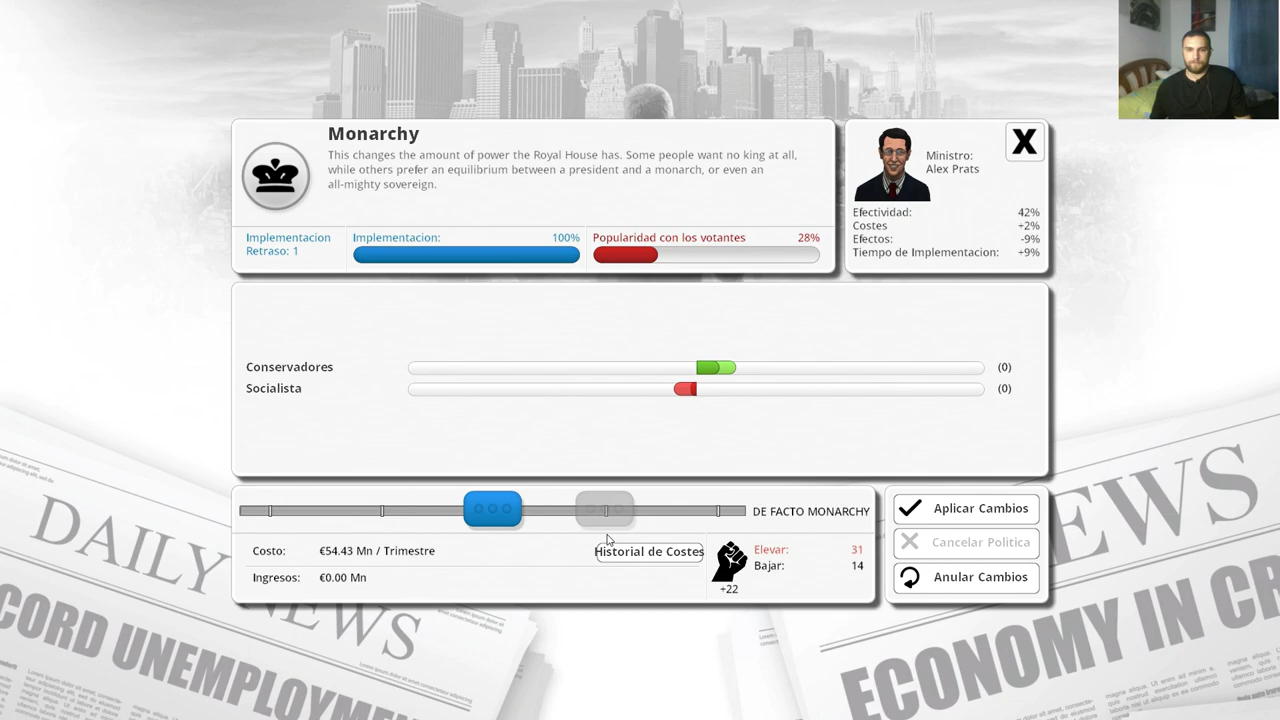 Monarchy
This changes the amount of power the Royal House has. Some people want no king at all,
while others prefer an equilibrium between a president and a monarch, or even an
all-mighty sovereign.
Implementacion
Retraso: 1
Implementacion: 100%
Popularidad con los votantes 28%
X
Ministro:
Alex Prats
Efectividad: 42%
Costes +2%
Efectos: -9%
Tiempo de Implementacion: +9%
Conservadores (0)
Socialista (0)
DE FACTO MONARCHY
Costo: €54.43 Mn / Trimestre
Historial de Costes
Ingresos: €0.00 Mn
Elevar: 31
Bajar: 14
+22
Aplicar Cambios
Cancelar Politica
Anular Cambios
DAILY NEWS
CORD UNEMPLOYME
NEWS
ECONOMY IN CR